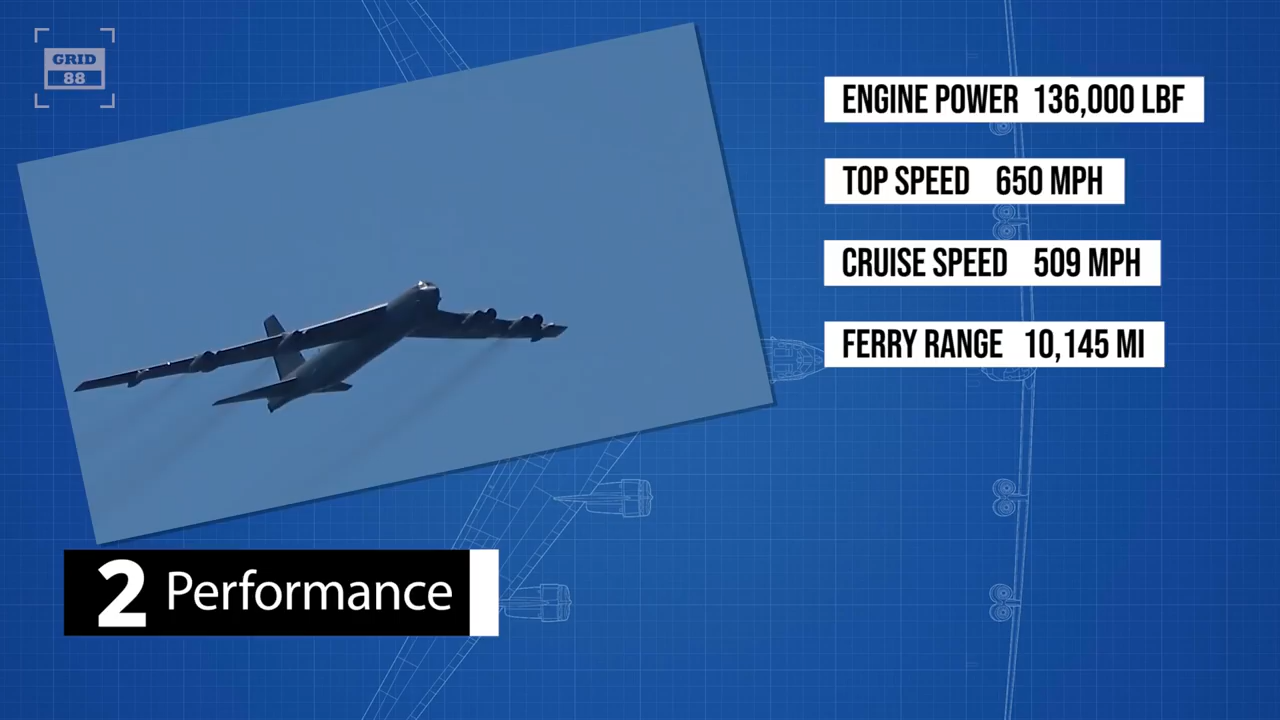 GRID
88
ENGINE POWER 136,000 LBF
TOP SPEED 650 MPH
CRUISE SPEED 509 MPH
FERRY RANGE 10,145 MI
2 Performance